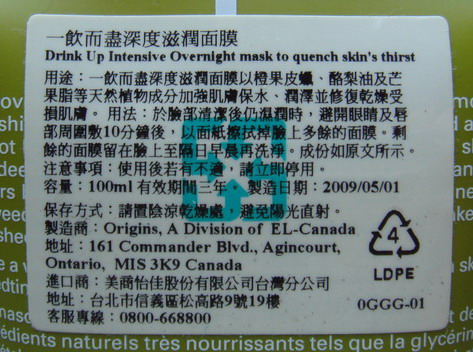 一飲而盡深度滋潤面膜
Drink Up Intensive Overnight mask to quench skin's thirst
用途：一飲而盡深度滋潤面膜以橙果皮蠟、酪梨油及芒
果脂等天然植物成分加強肌膚保水、潤澤並修復乾燥受
損肌膚。用法：於臉部清潔後仍濕潤時，避開眼睛及唇
部周圍敷10分鐘後，以面紙擦拭掉臉上多餘的面膜。剩
餘的面膜留在臉上至隔日早晨再洗淨。成份如原文所示。
注意事項：使用後若有不適，請立即停用。
容量：100ml 有效期間三年。製造日期：2009/05/01
保存方式：請置陰涼乾燥處，避免陽光直射。
製造商：Origins, A Division of EL-Canada
地址：161 Commander Blvd., Agincourt,
Ontario, MIS 3K9 Canada
進口商：美商怡佳股份有限公司台灣分公司
地址：台北市信義區松高路9號19樓
客服專線：0800-668800
4
LDPE
0GGG-01
édients naturels très nourrissants tels que la glycérin